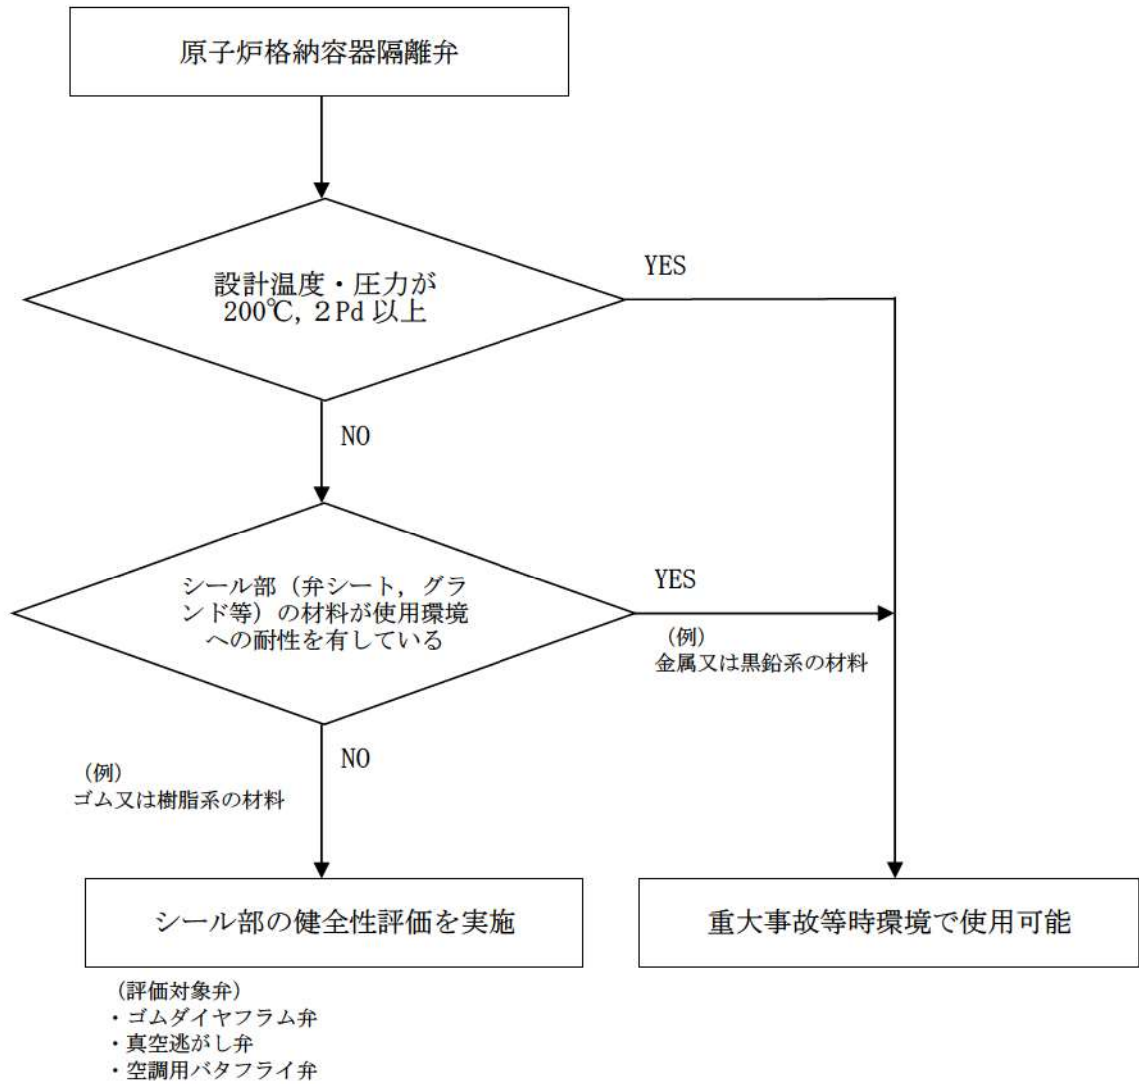 原子炉格納容器隔離弁
設計温度・圧力が
200℃, 2Pd 以上
YES
NO
シール部（弁シート, グラ
ンド等）の材料が使用環境
への耐性を有している
YES
（例）
金属又は黒鉛系の材料
NO
（例）
ゴム又は樹脂系の材料
シール部の健全性評価を実施
重大事故等時環境で使用可能
（評価対象弁）
・ゴムダイヤフラム弁
・真空逃がし弁
・空調用バタフライ弁